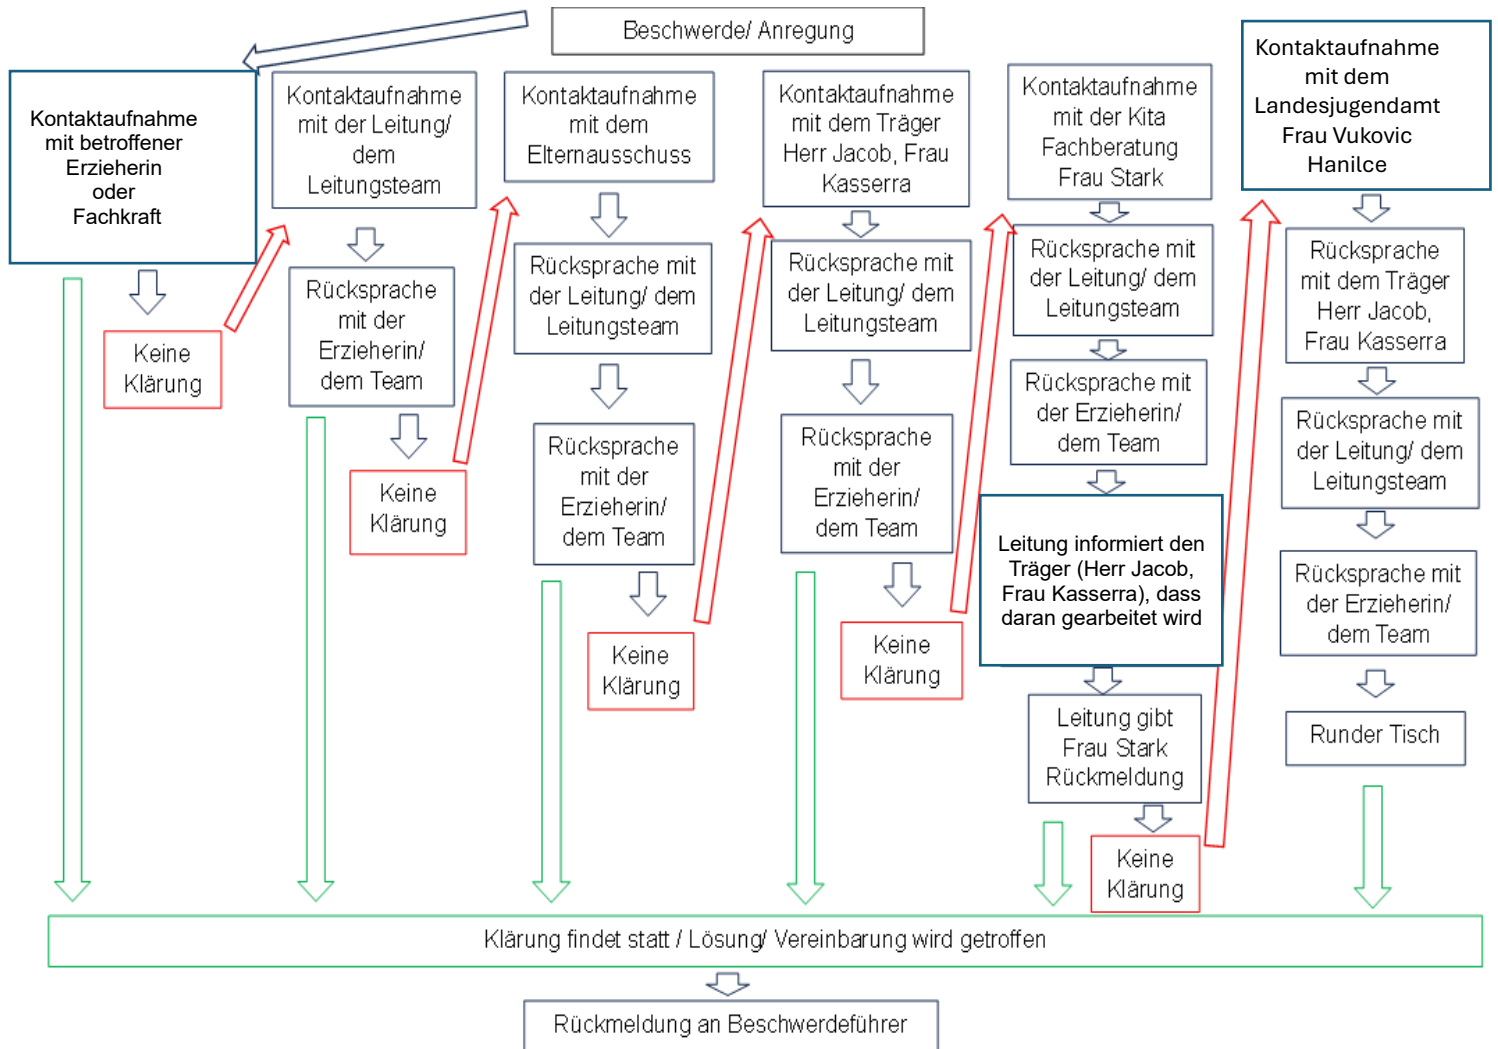 Beschwerde/ Anregung
Kontaktaufnahme
mit betroffener
Erzieherin
oder
Fachkraft
Keine
Klärung
Kontaktaufnahme
mit der Leitung/
dem
Leitungsteam
Rücksprache
mit der
Erzieherin/
dem Team
Keine
Klärung
Kontaktaufnahme
mit dem
Elternausschuss
Rücksprache mit
der Leitung/ dem
Leitungsteam
Rücksprache
mit der
Erzieherin/
dem Team
Keine
Klärung
Kontaktaufnahme
mit dem Träger
Herr Jacob, Frau
Kasserra
Rücksprache mit
der Leitung/ dem
Leitungsteam
Rücksprache
mit der
Erzieherin/
dem Team
Keine
Klärung
Kontaktaufnahme
mit der Kita
Fachberatung
Frau Stark
Rücksprache mit
der Leitung/ dem
Leitungsteam
Rücksprache mit
der Erzieherin/
dem Team
Leitung informiert den
Träger (Herr Jacob,
Frau Kasserra), dass
daran gearbeitet wird
Leitung gibt
Frau Stark
Rückmeldung
Keine
Klärung
Kontaktaufnahme
mit dem
Landesjugendamt
Frau Vukovic
Hanilce
Rücksprache
mit dem Träger
Herr Jacob,
Frau Kasserra
Rücksprache mit
der Leitung/ dem
Leitungsteam
Rücksprache mit
der Erzieherin/
dem Team
Runder Tisch
Klärung findet statt / Lösung/ Vereinbarung wird getroffen
Rückmeldung an Beschwerdeführer